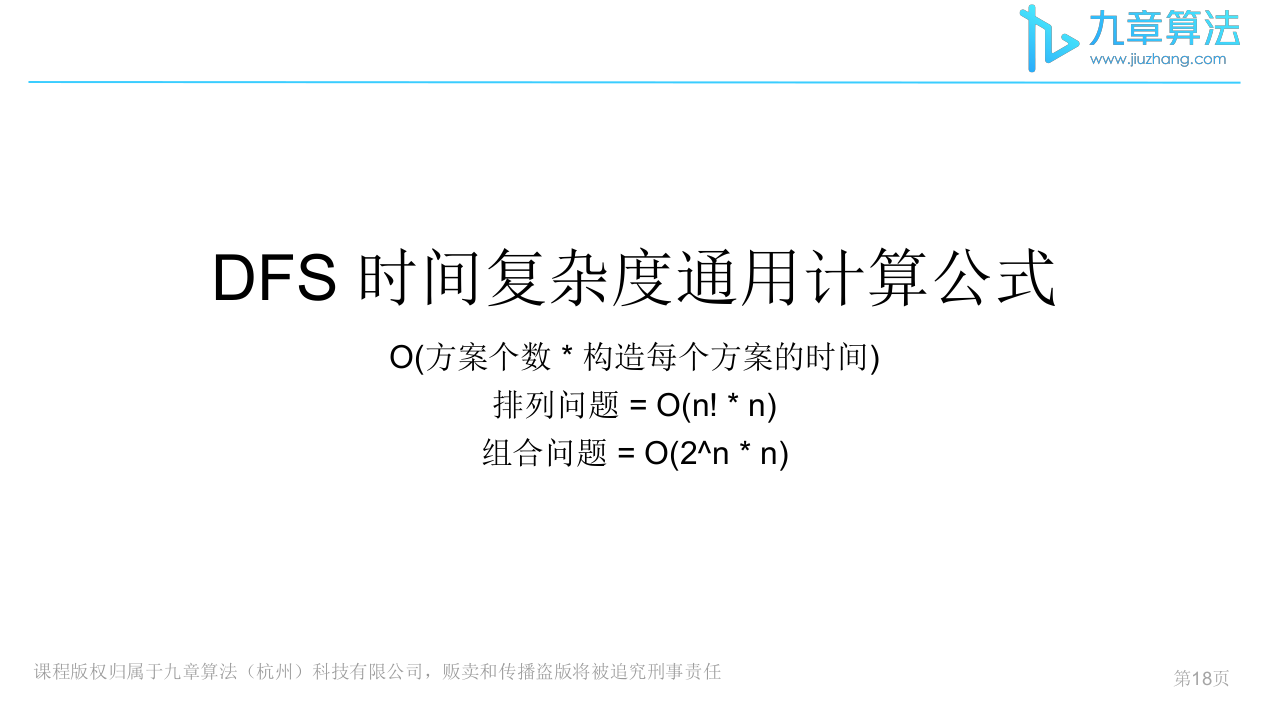 九章算法
www.jiuzhang.com
DFS 时间复杂度通用计算公式
O(方案个数 * 构造每个方案的时间)
排列问题 = O(n! * n)
组合问题 = O(2^n * n)
课程版权归属于九章算法（杭州）科技有限公司，贩卖和传播盗版将被追究刑事责任
第18页